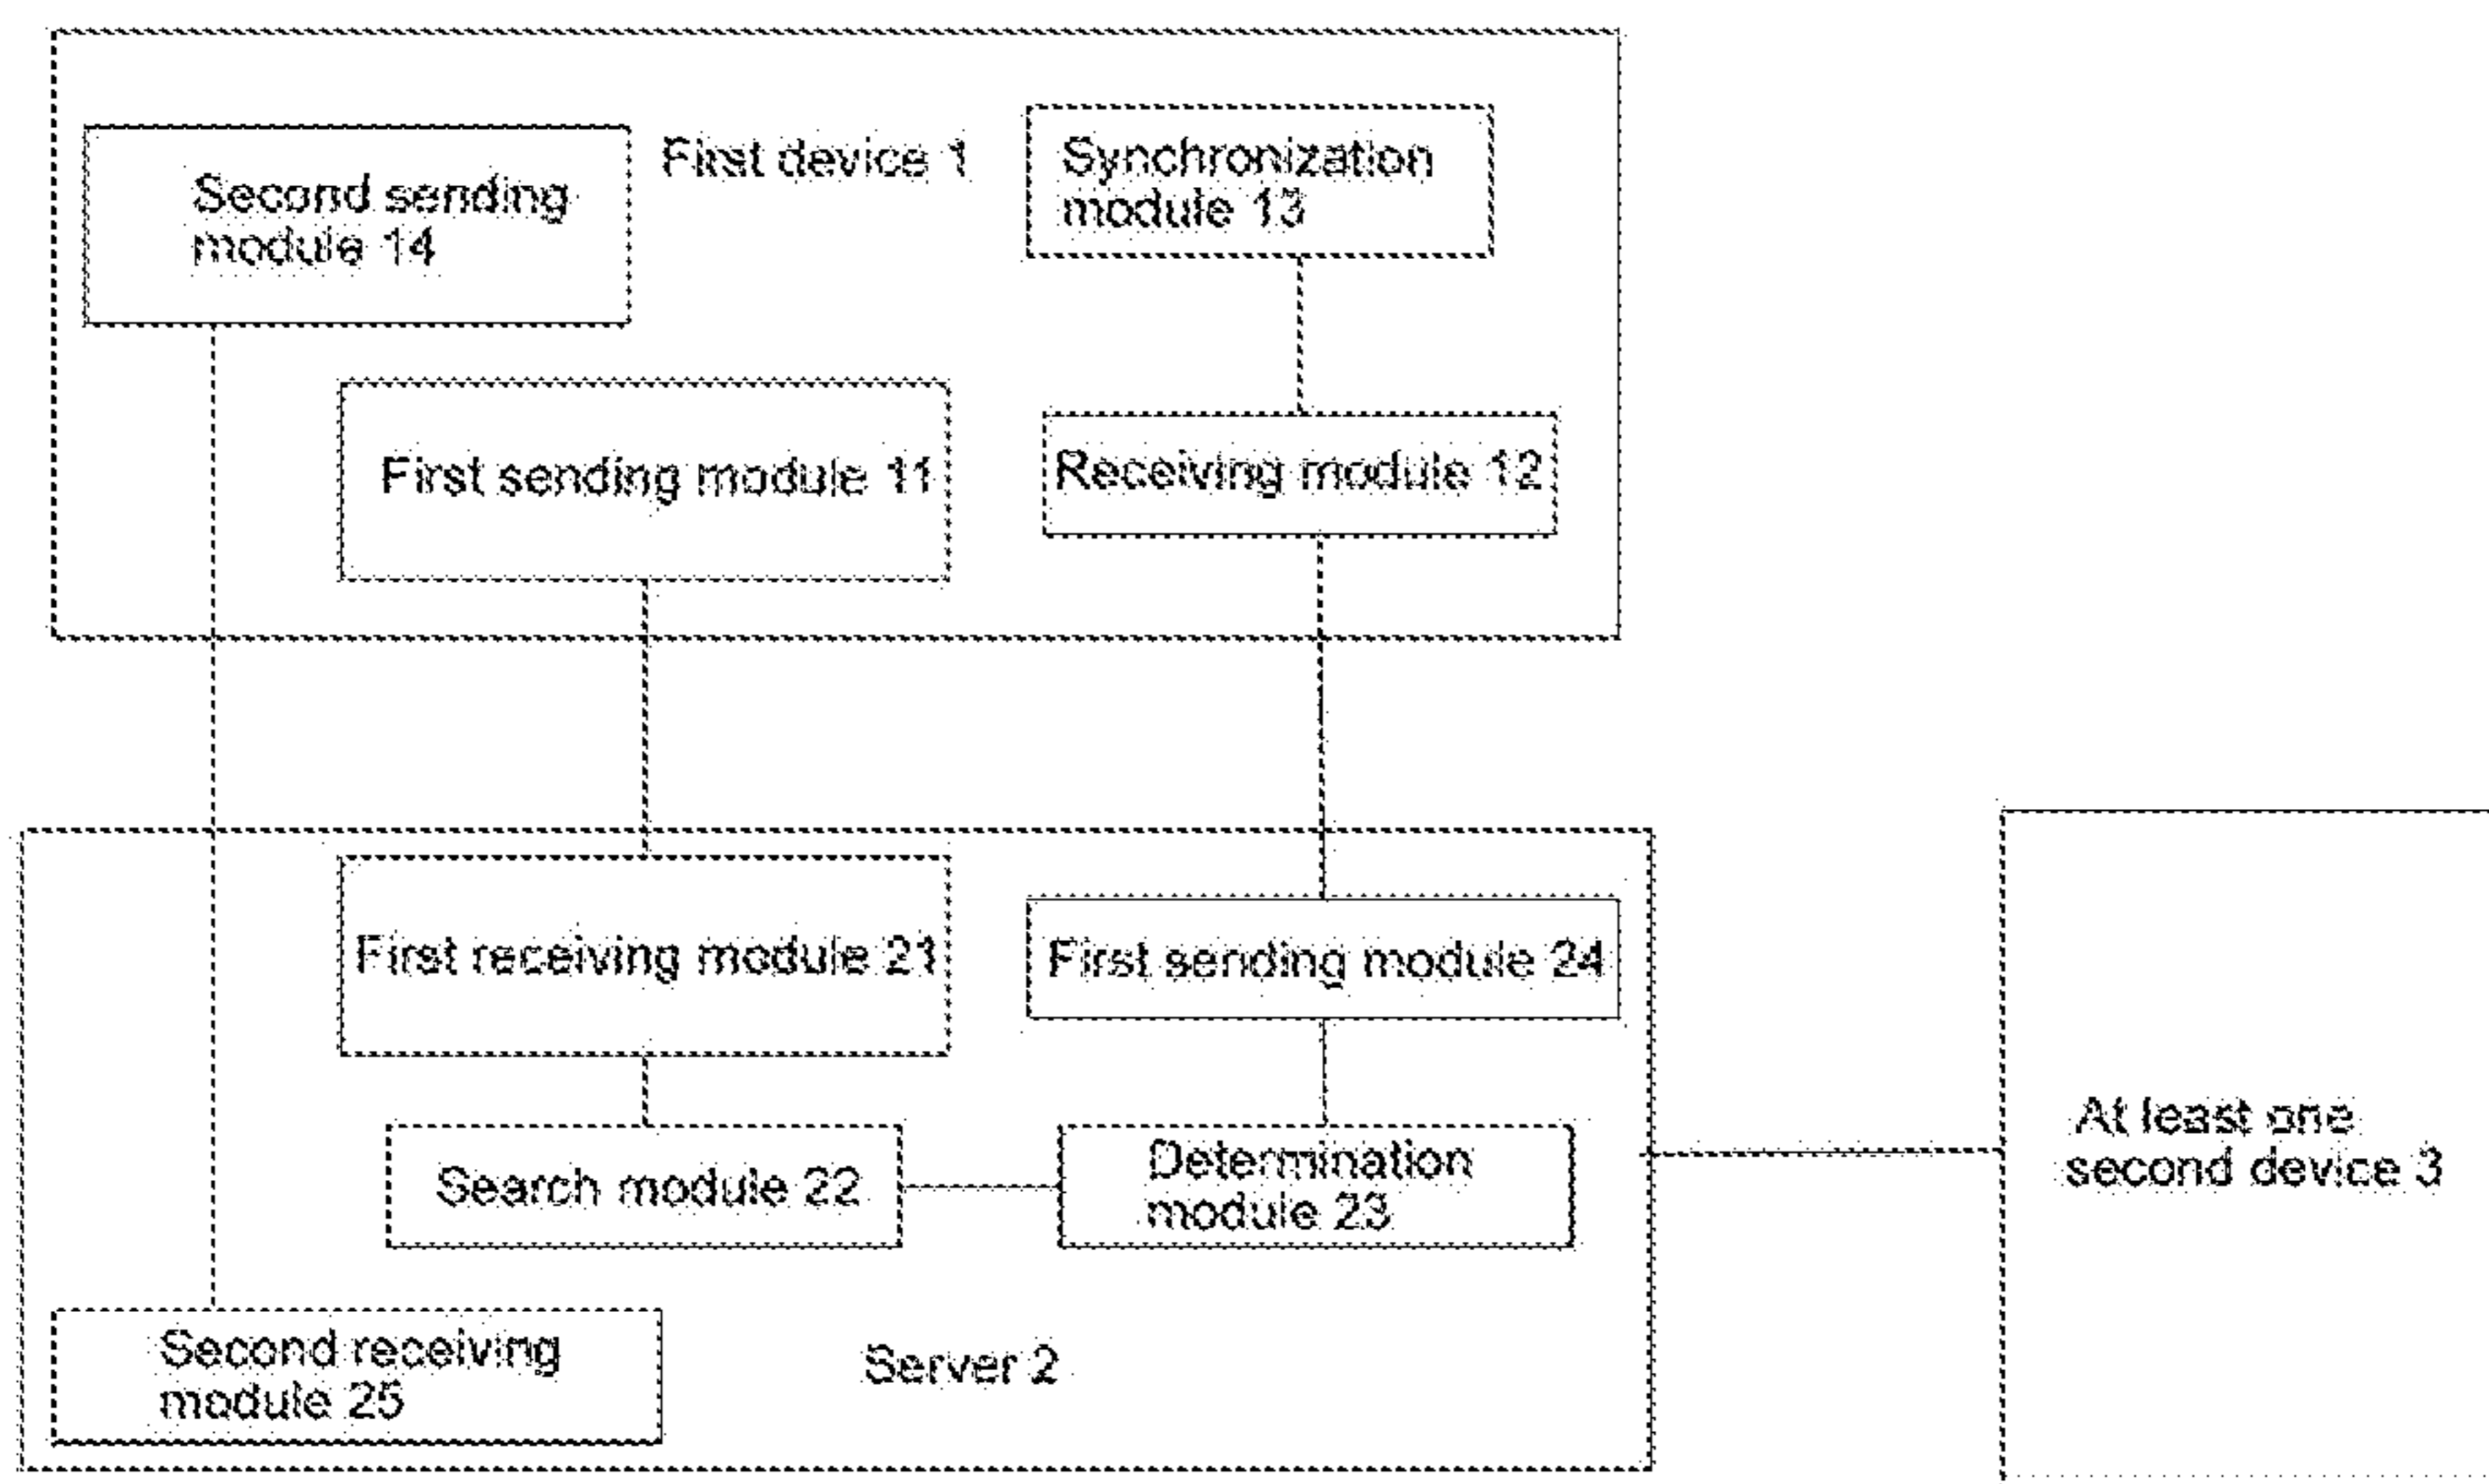 First device 1
Second sending
module 14
Synchronization
module 13
First sending module 11
Receiving module 12
First receiving module 21
First sending module 24
Search module 22
Determination
module 23
At least one
second device 3
Second receiving
module 25
Server 2